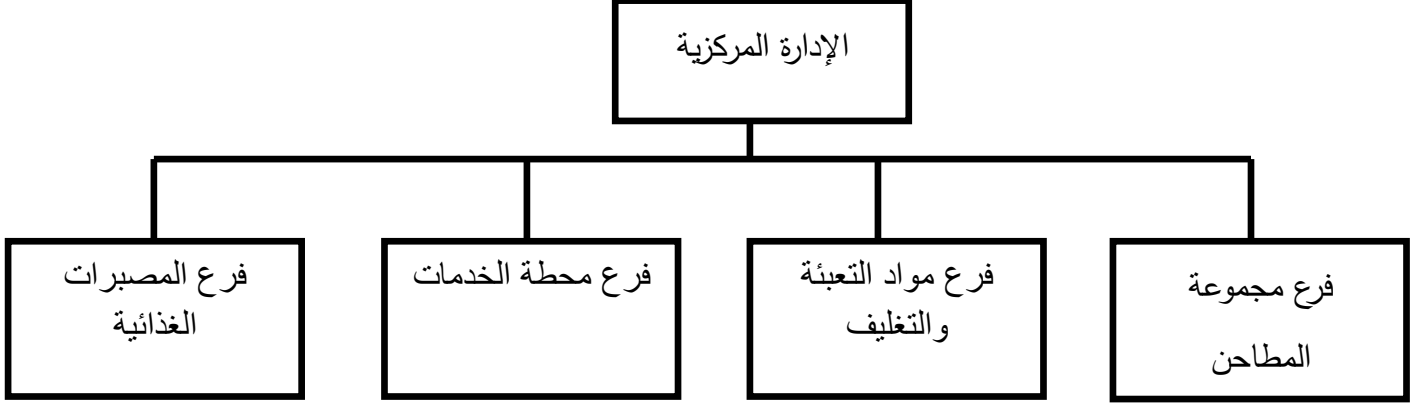 الإدارة المركزية
فرع مجموعة
المطاحن
فرع مواد التعبئة
والتغليف
فرع محطة الخدمات
فرع المصبرات
الغذائية